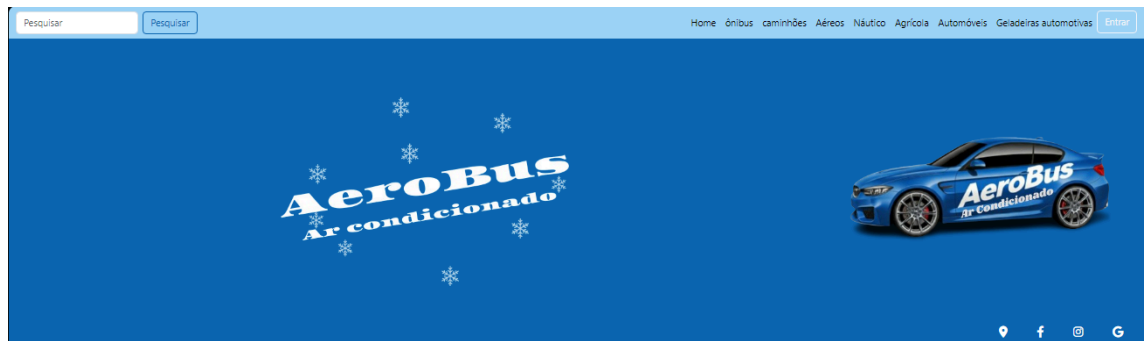 Pesquisar Pesquisar Home ônibus caminhões Aéreos Náutico Agrícola Automóveis Geladeiras automotivas Entrar
AeroBus
Ar condicionado
AeroBus
Ar Condicionado